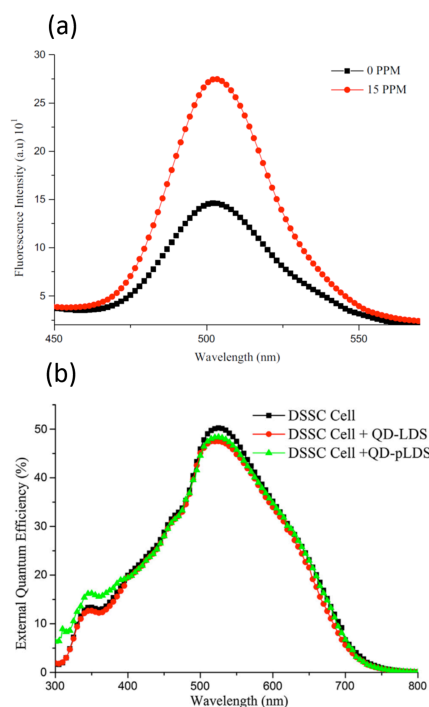 (a)
30
25
20
15
10
5
Fluorescence Intensity (a.u) 10¹
0 PPM
15 PPM
450 500 550
Wavelength (nm)
(b)
50
40
30
20
10
0
External Quantum Efficiency (%)
DSSC Cell
DSSC Cell + QD-LDS
DSSC Cell +QD-pLDS
300 400 500 600 700 800
Wavelength (nm)